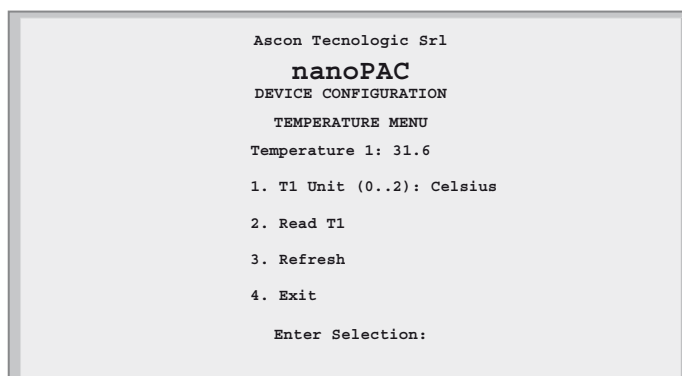 Ascon Tecnologic Srl
nanoPAC
DEVICE CONFIGURATION
TEMPERATURE MENU
Temperature 1: 31.6
1. T1 Unit (0..2): Celsius
2. Read T1
3. Refresh
4. Exit
Enter Selection: